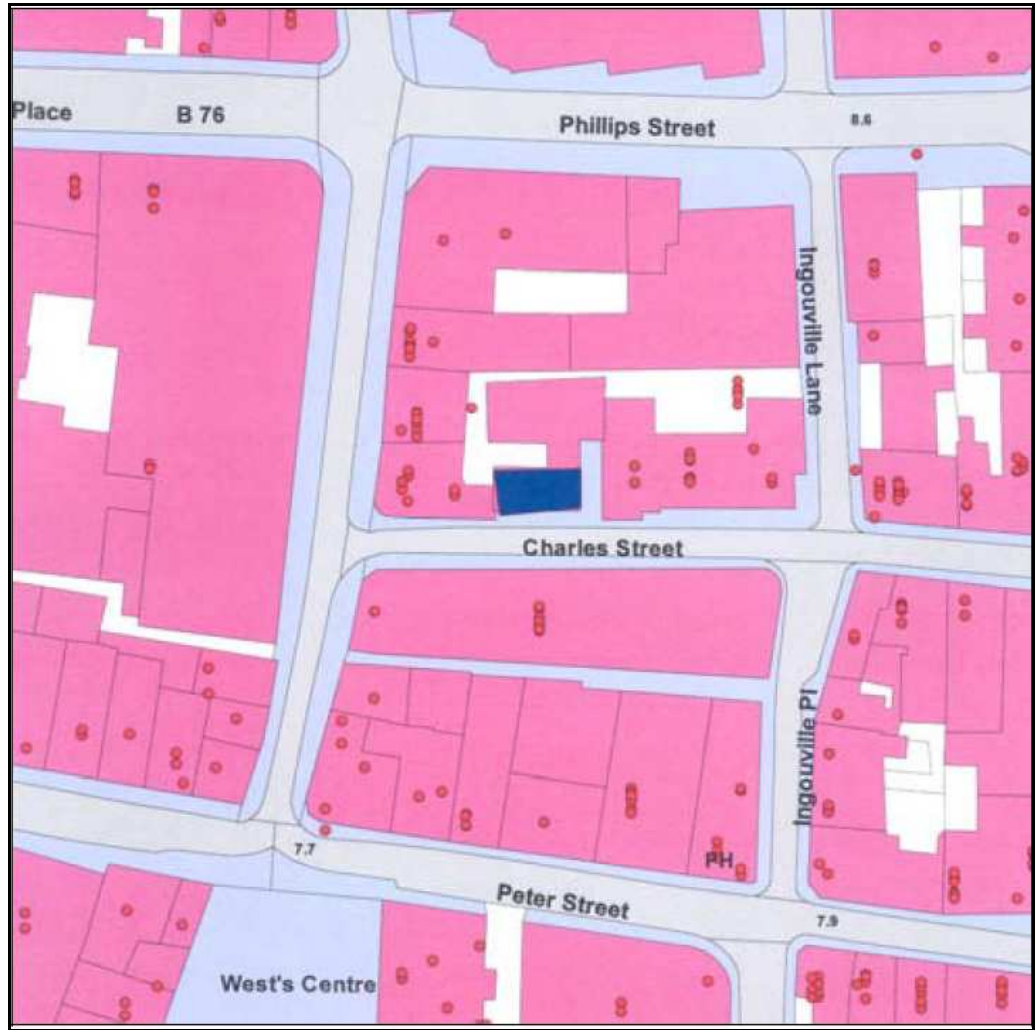 Place
B 76
Phillips Street
8.6
Ingouville Lane
Charles Street
Ingouville Pl
PH
7.7
Peter Street
7.9
West's Centre